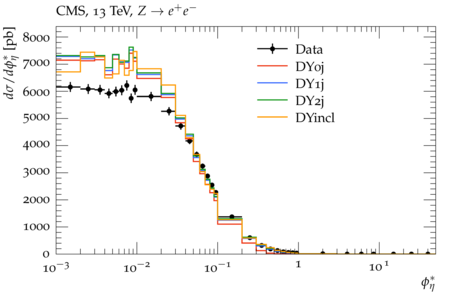 CMS, 13 TeV, Z → e⁺e⁻
dσ/dϕ*η [pb]
8000
7000
6000
5000
4000
3000
2000
1000
0
Data
DY0j
DY1j
DY2j
DYincl
10⁻³ 10⁻² 10⁻¹ 1 10¹
ϕ*η